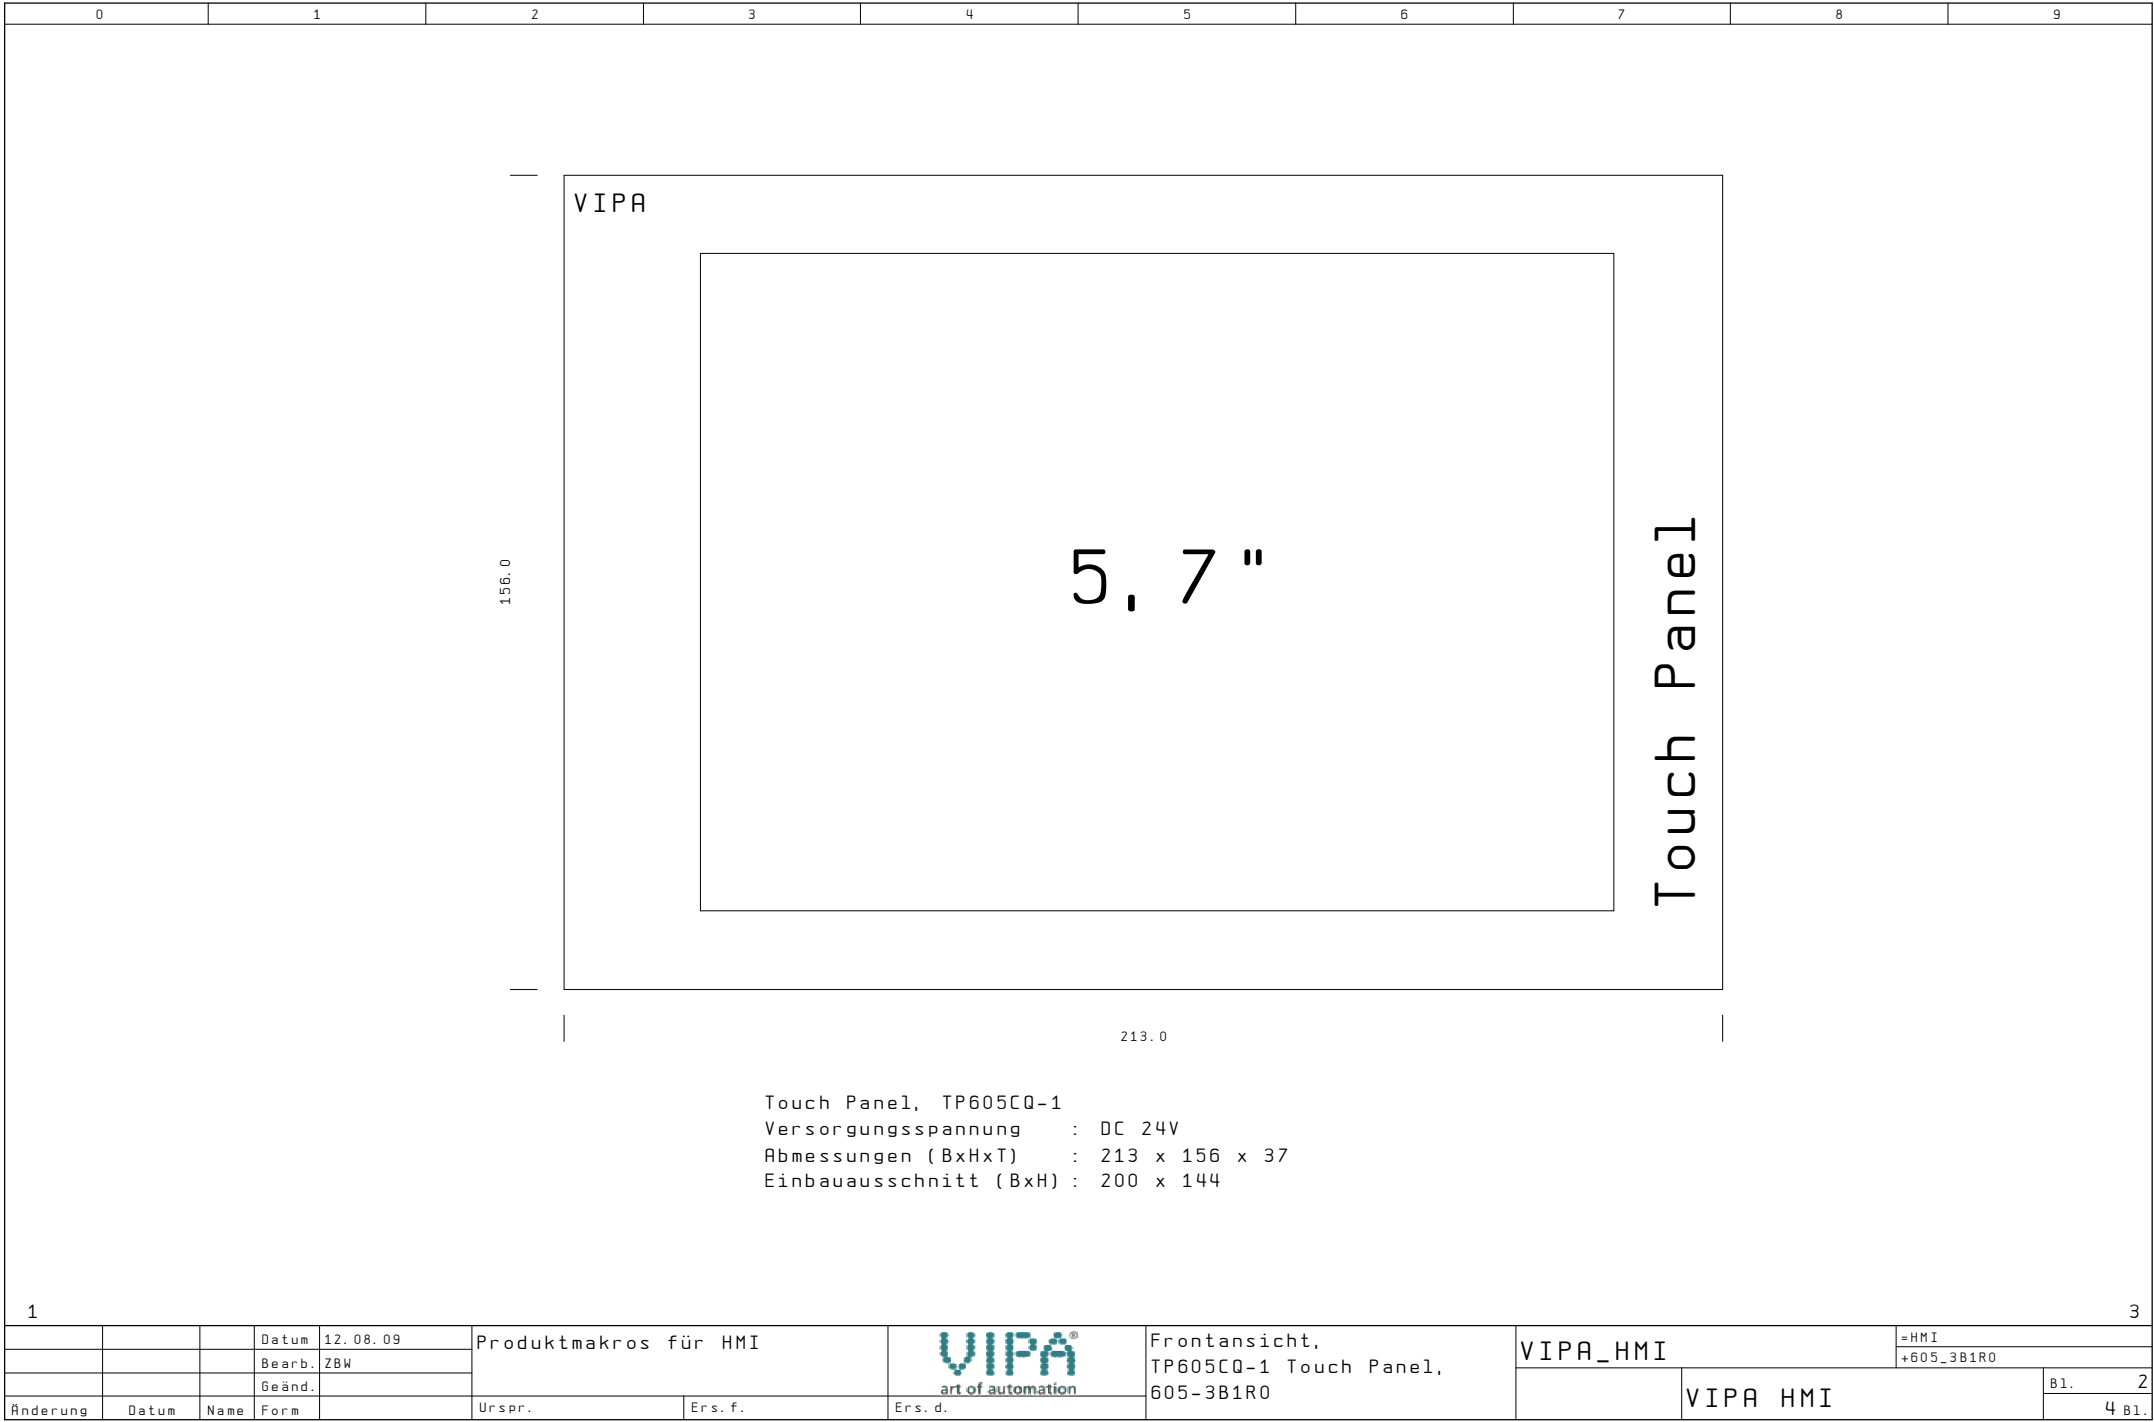 0 1 2 3 4 5 6 7 8 9
VIPA
5,7"
Touch Panel
156.0
213.0
Touch Panel, TP605CQ-1
Versorgungsspannung : DC 24V
Abmessungen (BxHxT) : 213 x 156 x 37
Einbauausschnitt (BxH) : 200 x 144
1
3
Datum 12.08.09
Bearb. ZBW
Geänd.
Änderung Datum Name Form
Produktmakros für HMI
Urspr. Ers.f. Ers.d.
VIPA®
art of automation
Frontansicht,
TP605CQ-1 Touch Panel,
605-3B1R0
VIPA_HMI
=HMI
+605_3B1R0
VIPA HMI
Bl. 2
4 Bl.